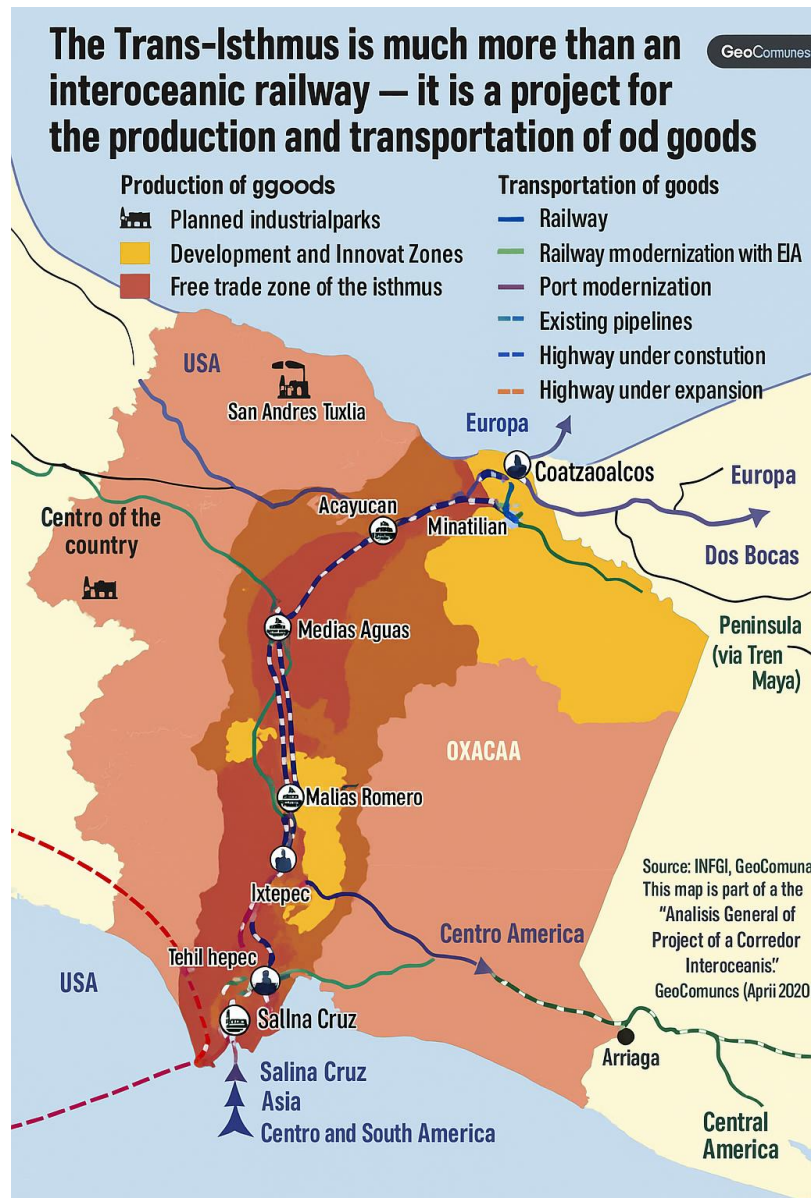 The Trans-Isthmus is much more than an
interoceanic railway — it is a project for
the production and transportation of od goods
GeoComunes
Production of ggoods
Planned industrialparks
Development and Innovat Zones
Free trade zone of the isthmus
Transportation of goods
Railway
Railway modernization with EIA
Port modernization
Existing pipelines
Highway under constution
Highway under expansion
USA
San Andres Tuxlia
Europa
Coatzaoalcos
Europa
Acayucan
Minatilian
Centro of the
country
Dos Bocas
Medias Aguas
Peninsula
(via Tren
Maya)
OXACAA
Malias Romero
Ixtepec
Source: INFGI, GeoComuna
This map is part of a the
"Analisis General of
Project of a Corredor
Interoceanis."
GeoComuncs (Aprii 2020
Centro America
Tehil hepec
USA
Salina Cruz
Arriaga
Salina Cruz
Asia
Centro and South America
Central
America